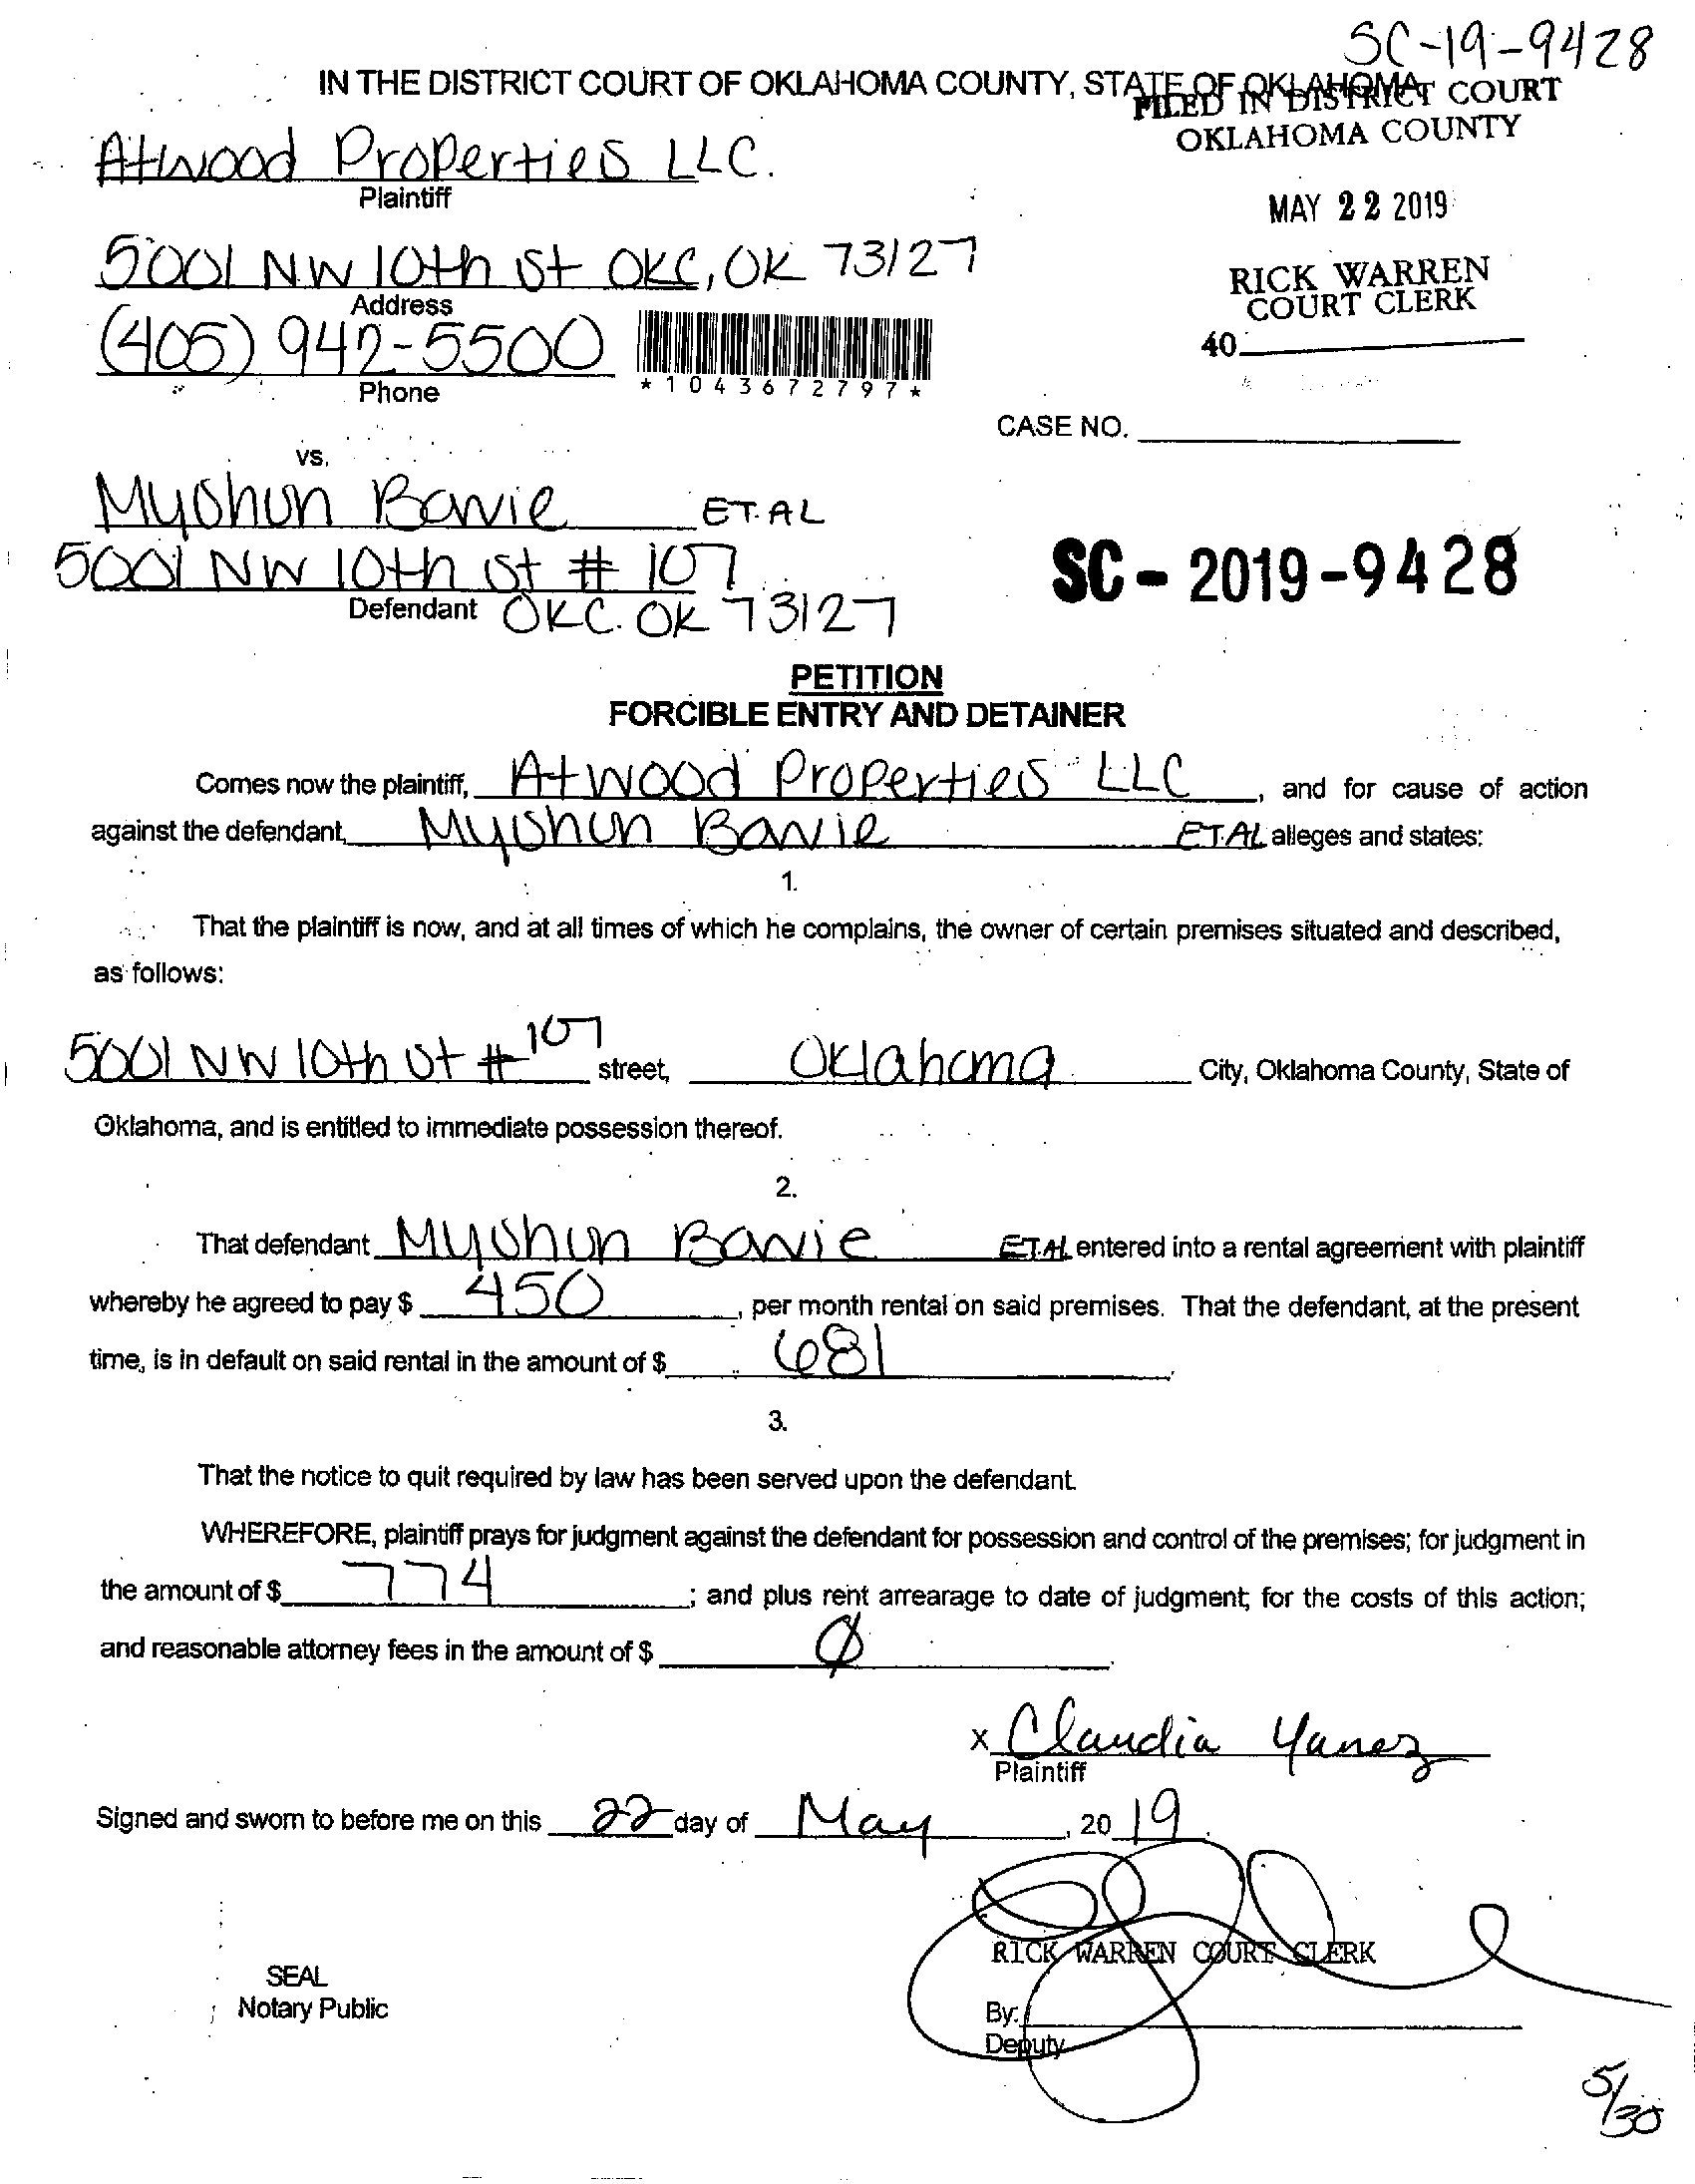 SC-19-9428
IN THE DISTRICT COURT OF OKLAHOMA COUNTY, STATE OF OKLAHOMA
FILED IN DISTRICT COURT
OKLAHOMA COUNTY
Atwood Properties LLC.
Plaintiff
MAY 22 2019
5001 NW 10th St OKC, OK 73127
Address
RICK WARREN
COURT CLERK
(405) 942-5500
Phone
*1043672797*
40
CASE NO.
vs.
Myshun Bowie ET. AL
5001 NW 10th St # 107
Defendant OKC. OK 73127
SC - 2019 - 9428
PETITION
FORCIBLE ENTRY AND DETAINER
Comes now the plaintiff, Atwood Properties LLC, and for cause of action
against the defendant, Myshun Bowie ET. AL alleges and states:
1.
That the plaintiff is now, and at all times of which he complains, the owner of certain premises situated and described,
as follows:
5001 NW 10th St # 107 street, Oklahoma City, Oklahoma County, State of
Oklahoma, and is entitled to immediate possession thereof.
2.
That defendant Myshun Bowie ET. AL entered into a rental agreement with plaintiff
whereby he agreed to pay $ 450, per month rental on said premises. That the defendant, at the present
time, is in default on said rental in the amount of $ 681.
3.
That the notice to quit required by law has been served upon the defendant.
WHEREFORE, plaintiff prays for judgment against the defendant for possession and control of the premises; for judgment in
the amount of $ 774; and plus rent arrearage to date of judgment; for the costs of this action;
and reasonable attorney fees in the amount of $ Ø.
x Claudia Yanez
Plaintiff
Signed and sworn to before me on this 22 day of May, 2019.
RICK WARREN COURT CLERK
SEAL
Notary Public
By:
Deputy
5/30